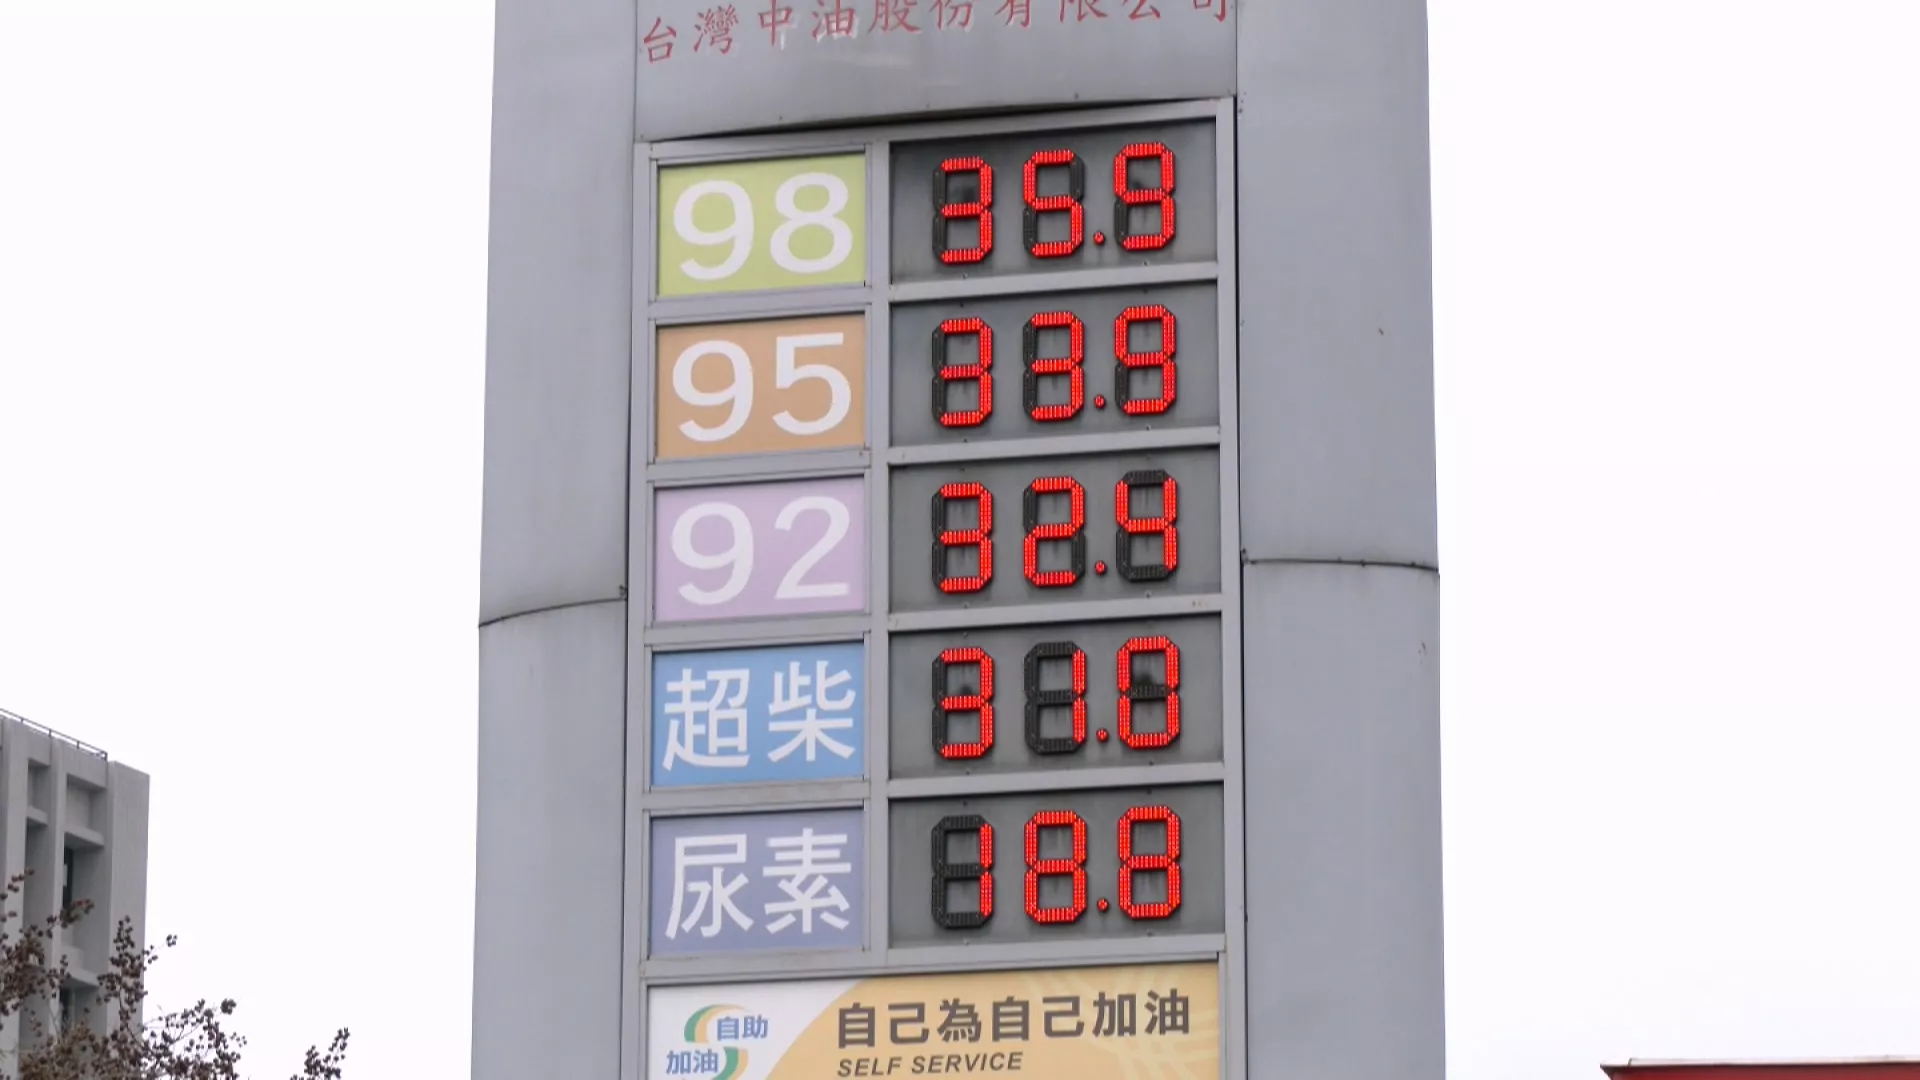 台灣中油股份有限公司
98 35.9
95 33.9
92 32.4
超柴 31.0
尿素 18.8
自助
加油
自己為自己加油
SELF SERVICE